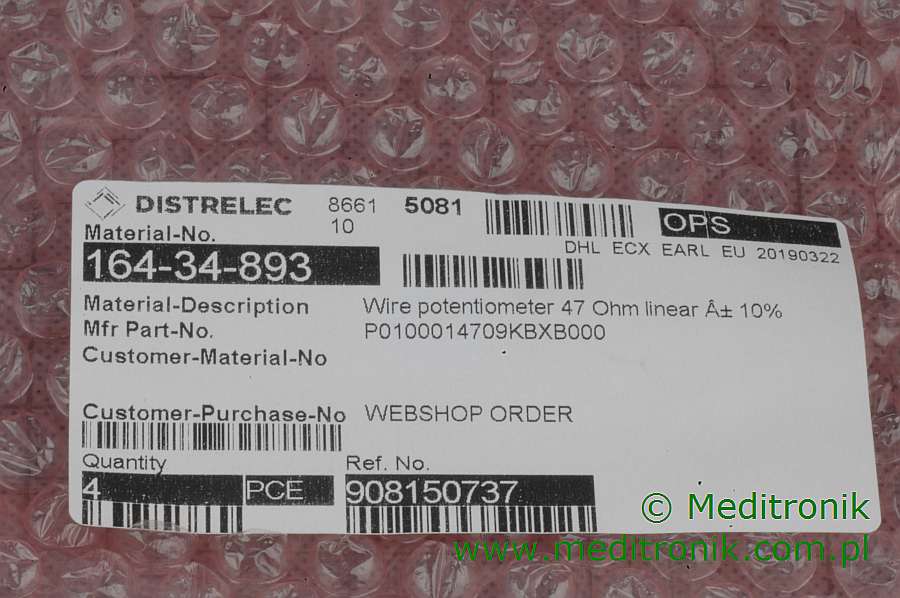 DISTRELEC 8661 5081 OPS
10
DHL ECX EARL EU 20190322
Material-No.
164-34-893
Material-Description Wire potentiometer 47 Ohm linear Â± 10%
Mfr Part-No. P0100014709KBXB000
Customer-Material-No
Customer-Purchase-No WEBSHOP ORDER
Quantity Ref. No.
4 PCE 908150737
© Meditronik
www.meditronik.com.pl